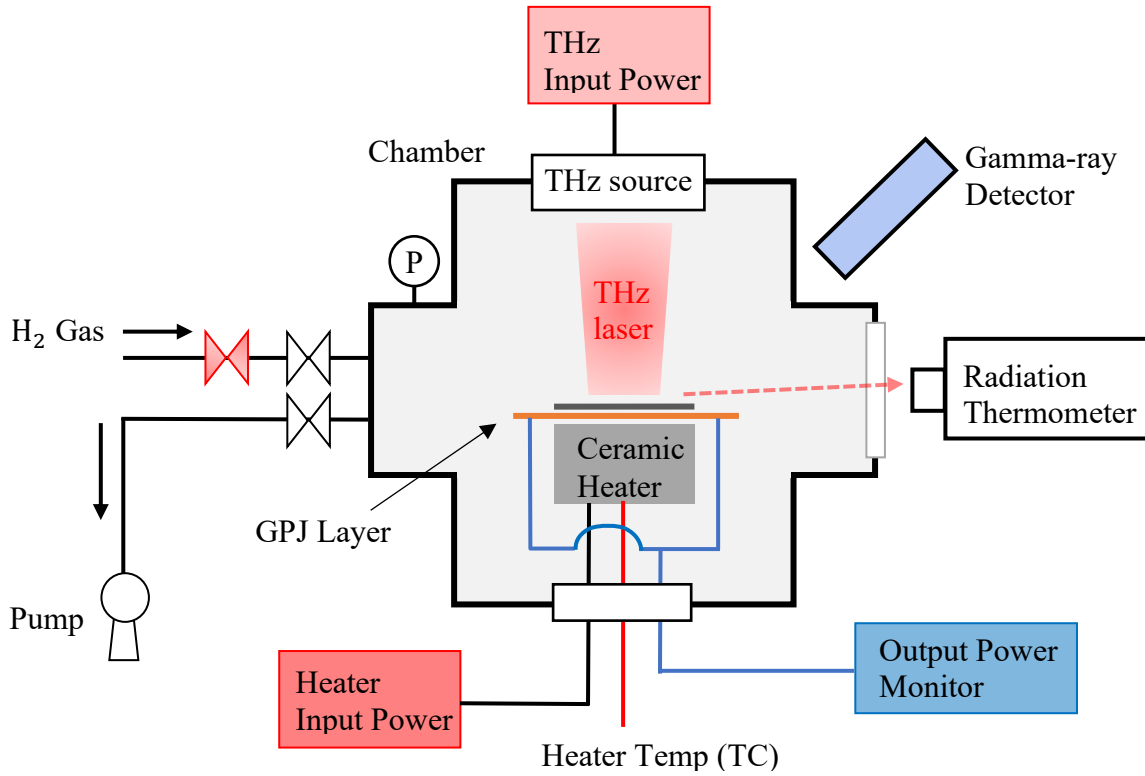 THz
Input Power
Chamber
THz source
Gamma-ray
Detector
P
THz
laser
H₂ Gas
Radiation
Thermometer
Ceramic
Heater
GPJ Layer
Pump
Output Power
Monitor
Heater
Input Power
Heater Temp (TC)